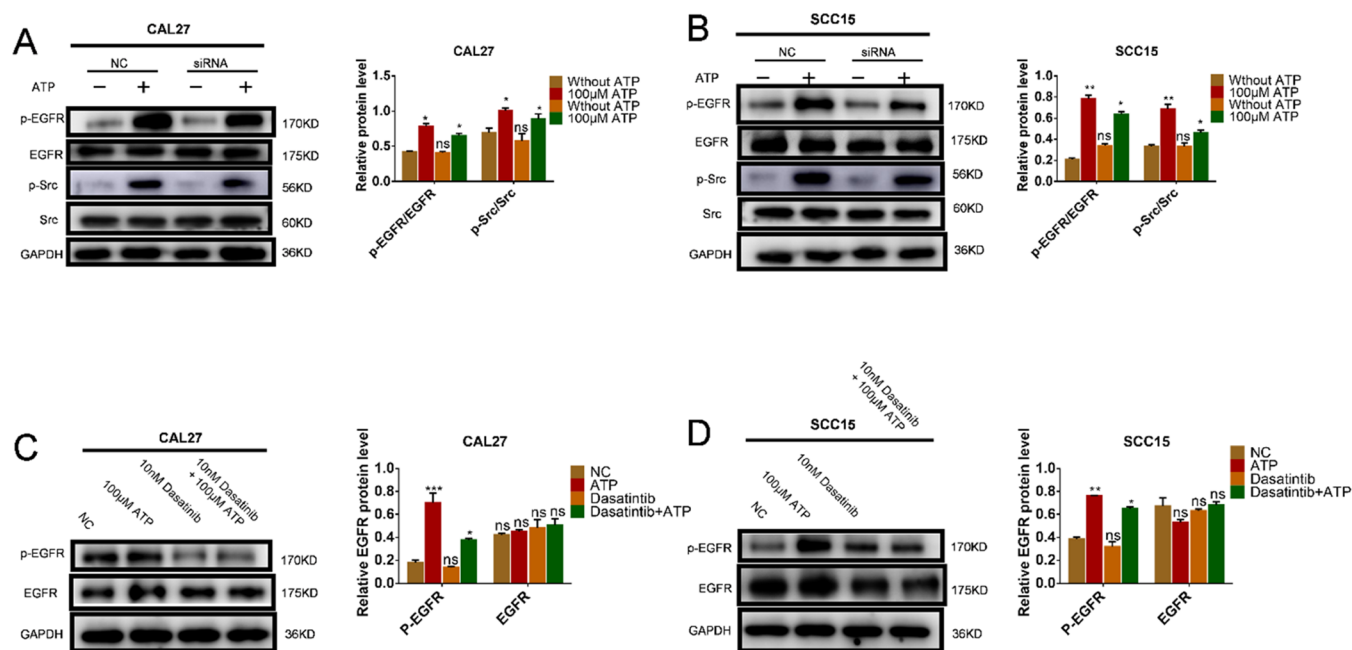 A
CAL27
NC siRNA
ATP − + − +
p-EGFR 170KD
EGFR 175KD
p-Src 56KD
Src 60KD
GAPDH 36KD
CAL27
Relative protein level
1.5
1.0
0.5
0.0
* ns * * ns *
p-EGFR/EGFR
p-Src/Src
Wthout ATP
100μM ATP
Wthout ATP
100μM ATP
B
SCC15
NC siRNA
ATP − + − +
p-EGFR 170KD
EGFR 175KD
p-Src 56KD
Src 60KD
GAPDH 36KD
SCC15
Relative protein level
1.0
0.8
0.6
0.4
0.2
0.0
** ns * ** ns *
p-EGFR/EGFR
p-Src/Src
Wthout ATP
100μM ATP
Wthout ATP
100μM ATP
C
CAL27
NC
100μM ATP
10nM Dasatinib
10nM Dasatinib
+ 100μM ATP
p-EGFR 170KD
EGFR 175KD
GAPDH 36KD
CAL27
Relative EGFR protein level
1.0
0.8
0.6
0.4
0.2
0.0
*** ns * ns ns ns ns
P-EGFR
EGFR
NC
ATP
Dasatintib
Dasatintib+ATP
D
SCC15
NC
100μM ATP
10nM Dasatinib
10nM Dasatinib
+ 100μM ATP
p-EGFR 170KD
EGFR 175KD
GAPDH 36KD
SCC15
Relative EGFR protein level
1.0
0.8
0.6
0.4
0.2
0.0
** ns * ns ns ns
P-EGFR
EGFR
NC
ATP
Dasatintib
Dasatintib+ATP